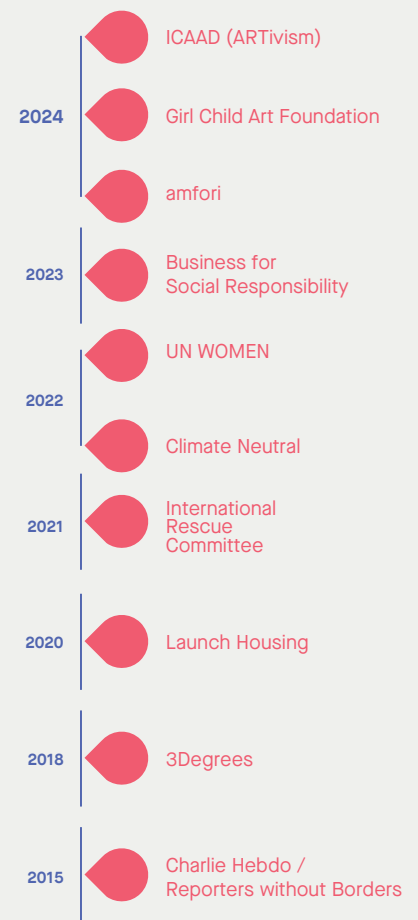 ICAAD (ARTivism)
2024
Girl Child Art Foundation
amfori
2023
Business for
Social Responsibility
UN WOMEN
2022
Climate Neutral
2021
International
Rescue
Committee
2020
Launch Housing
2018
3Degrees
2015
Charlie Hebdo /
Reporters without Borders